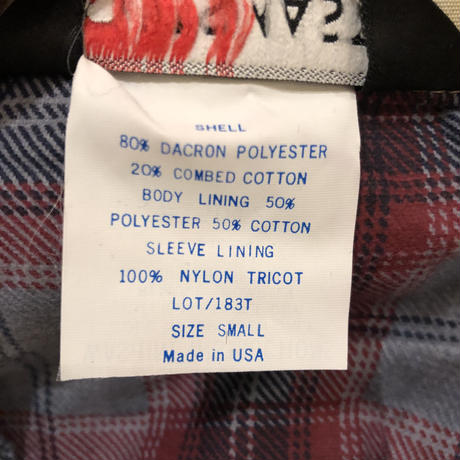 SHELL
80% DACRON POLYESTER
20% COMBED COTTON
BODY LINING 50%
POLYESTER 50% COTTON
SLEEVE LINING
100% NYLON TRICOT
LOT/183T
SIZE SMALL
Made in USA